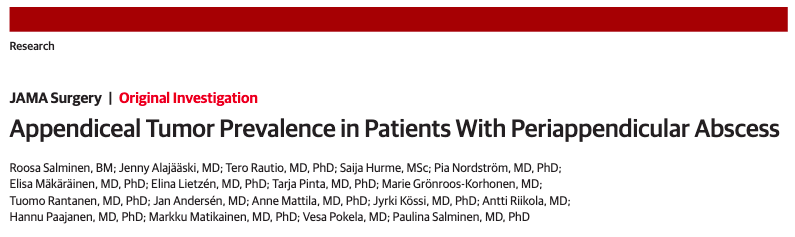 Research
JAMA Surgery | Original Investigation
Appendiceal Tumor Prevalence in Patients With Periappendicular Abscess
Roosa Salminen, BM; Jenny Alajääski, MD; Tero Rautio, MD, PhD; Saija Hurme, MSc; Pia Nordström, MD, PhD;
Elisa Mäkäräinen, MD, PhD; Elina Lietzén, MD, PhD; Tarja Pinta, MD, PhD; Marie Grönroos-Korhonen, MD;
Tuomo Rantanen, MD, PhD; Jan Andersén, MD; Anne Mattila, MD, PhD; Jyrki Kössi, MD, PhD; Antti Riikola, MD;
Hannu Paajanen, MD, PhD; Markku Matikainen, MD, PhD; Vesa Pokela, MD; Paulina Salminen, MD, PhD